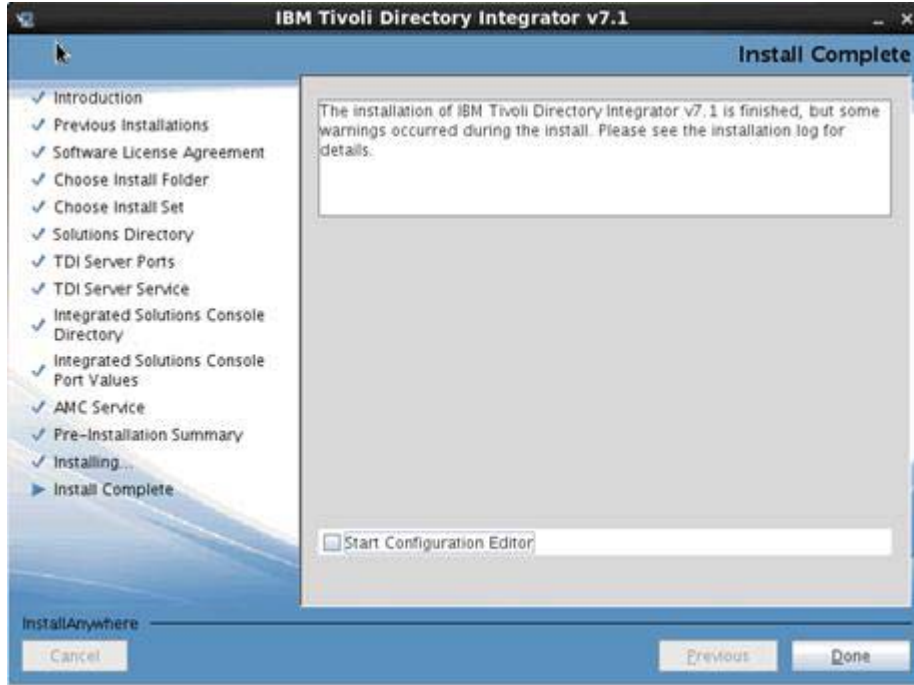 IBM Tivoli Directory Integrator v7.1
Install Complete
Introduction
Previous Installations
Software License Agreement
Choose Install Folder
Choose Install Set
Solutions Directory
TDI Server Ports
TDI Server Service
Integrated Solutions Console
Directory
Integrated Solutions Console
Port Values
AMC Service
Pre-Installation Summary
Installing...
Install Complete
The installation of IBM Tivoli Directory Integrator v7.1 is finished, but some
warnings occurred during the install. Please see the installation log for
details.
Start Configuration Editor
InstallAnywhere
Cancel
Previous
Done